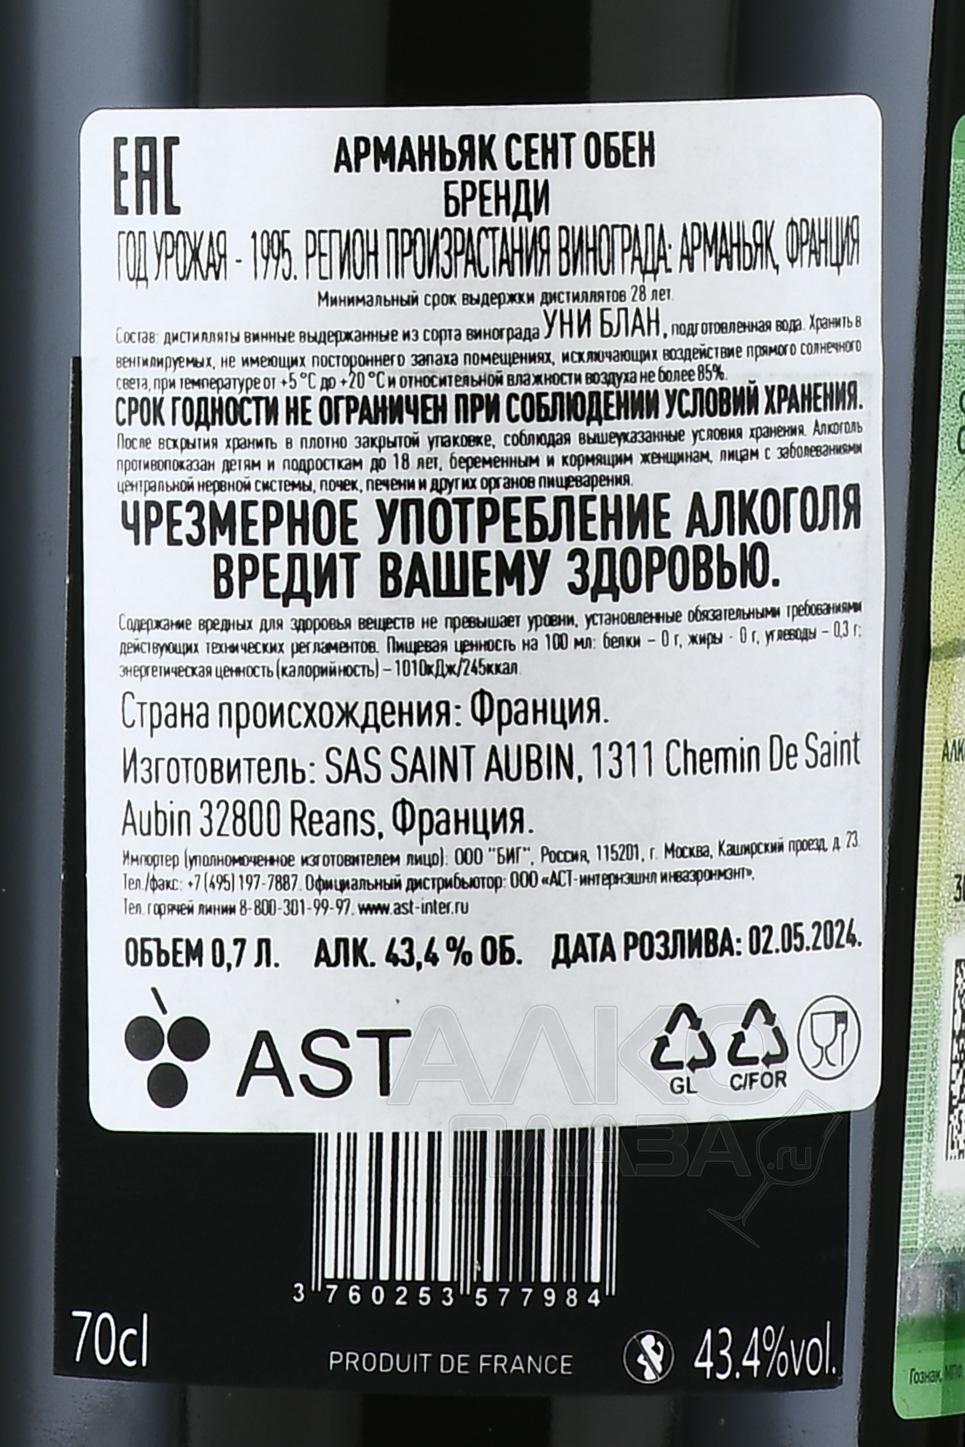 EAC
АРМАНЬЯК СЕНТ ОБЕН
БРЕНДИ
ГОД УРОЖАЯ - 1995. РЕГИОН ПРОИЗРАСТАНИЯ ВИНОГРАДА: АРМАНЬЯК, ФРАНЦИЯ
Минимальный срок выдержки дистиллятов 28 лет.
Состав: дистилляты винные выдержанные из сорта винограда УНИ БЛАН, подготовленная вода. Хранить в
вентилируемых, не имеющих постороннего запаха помещениях, исключающих воздействие прямого солнечного
света, при температуре от +5 °С до +20 °С и относительной влажности воздуха не более 85%.
СРОК ГОДНОСТИ НЕ ОГРАНИЧЕН ПРИ СОБЛЮДЕНИИ УСЛОВИЙ ХРАНЕНИЯ.
После вскрытия хранить в плотно закрытой упаковке, соблюдая вышеуказанные условия хранения. Алкоголь
противопоказан детям и подросткам до 18 лет, беременным и кормящим женщинам, лицам с заболеваниями
центральной нервной системы, почек, печени и других органов пищеварения.
ЧРЕЗМЕРНОЕ УПОТРЕБЛЕНИЕ АЛКОГОЛЯ
ВРЕДИТ ВАШЕМУ ЗДОРОВЬЮ.
Содержание вредных для здоровья веществ не превышает уровни, установленные обязательными требованиями
действующих технических регламентов. Пищевая ценность на 100 мл: белки – 0 г, жиры - 0 г, углеводы – 0,3 г;
энергетическая ценность (калорийность) – 1010кДж/245ккал.
Страна происхождения: Франция.
Изготовитель: SAS SAINT AUBIN, 1311 Chemin De Saint
Aubin 32800 Reans, Франция.
Импортер (уполномоченное изготовителем лицо): ООО "БИГ", Россия, 115201, г. Москва, Каширский проезд, д. 23.
Тел./факс: +7 (495) 197-7887. Официальный дистрибьютор: ООО «АСТ-интернэшнл инваэронмэнт»,
Тел. горячей линии 8-800-301-99-97. www.ast-inter.ru
ОБЪЕМ 0,7 Л. АЛК. 43,4 % ОБ. ДАТА РОЗЛИВА: 02.05.2024.
AST
GL
C/FOR
АЛКО
ПЛАЗА.ru
3 760253 577984
70cl
PRODUIT DE FRANCE
43.4%vol.
Гознак,